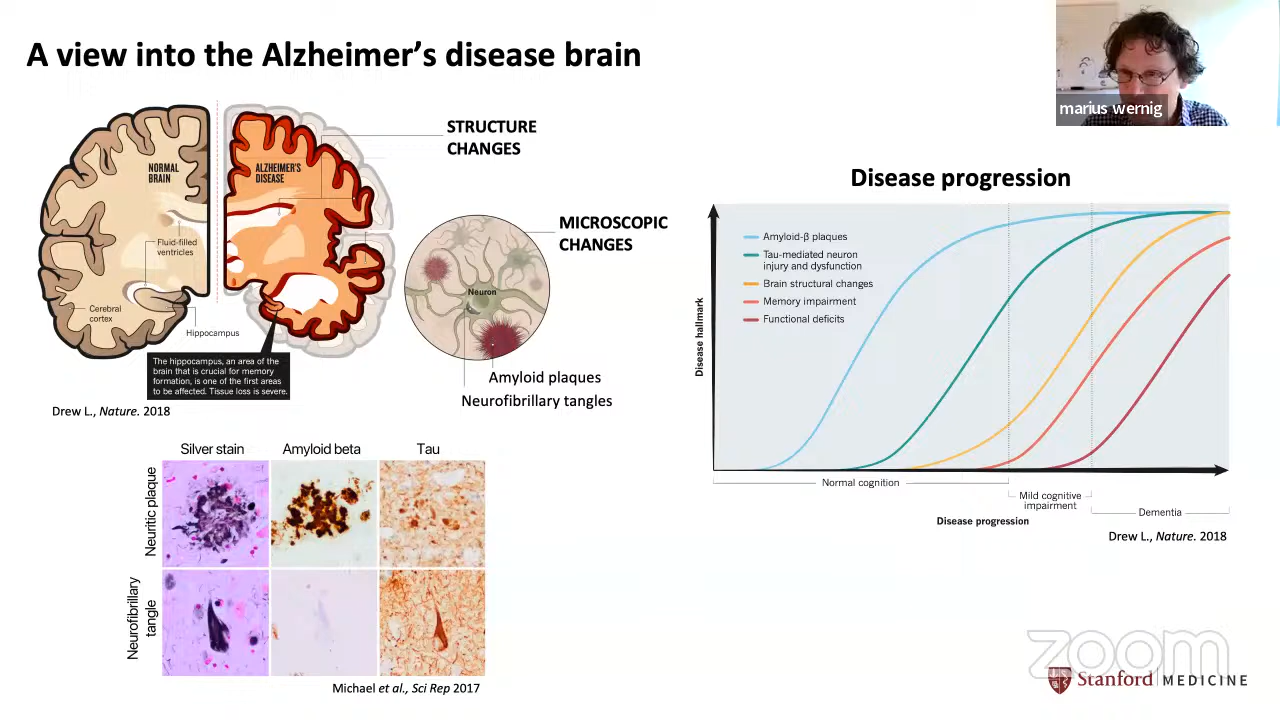 A view into the Alzheimer's disease brain
marius wernig
NORMAL
BRAIN
ALZHEIMER'S
DISEASE
STRUCTURE
CHANGES
Fluid-filled
ventricles
Cerebral
cortex
Hippocampus
The hippocampus, an area of the
brain that is crucial for memory
formation, is one of the first areas
to be affected. Tissue loss is severe.
MICROSCOPIC
CHANGES
Neuron
Amyloid plaques
Neurofibrillary tangles
Drew L., Nature. 2018
Silver stain
Amyloid beta
Tau
Neuritic plaque
Neurofibrillary
tangle
Michael et al., Sci Rep 2017
Disease progression
Amyloid-β plaques
Tau-mediated neuron
injury and dysfunction
Brain structural changes
Memory impairment
Functional deficits
Disease hallmark
Normal cognition
Mild cognitive
impairment
Dementia
Disease progression
Drew L., Nature. 2018
zoom
Stanford MEDICINE